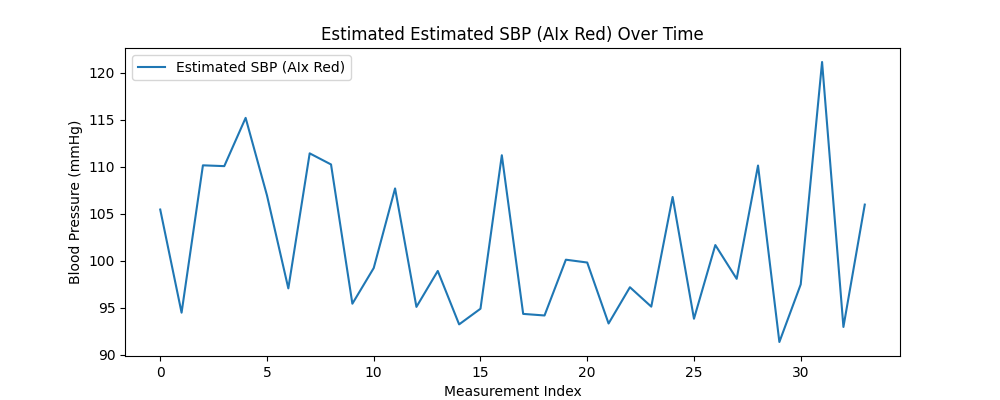 Estimated Estimated SBP (AIx Red) Over Time
Estimated SBP (AIx Red)
Blood Pressure (mmHg)
120
115
110
105
100
95
90
0 5 10 15 20 25 30
Measurement Index